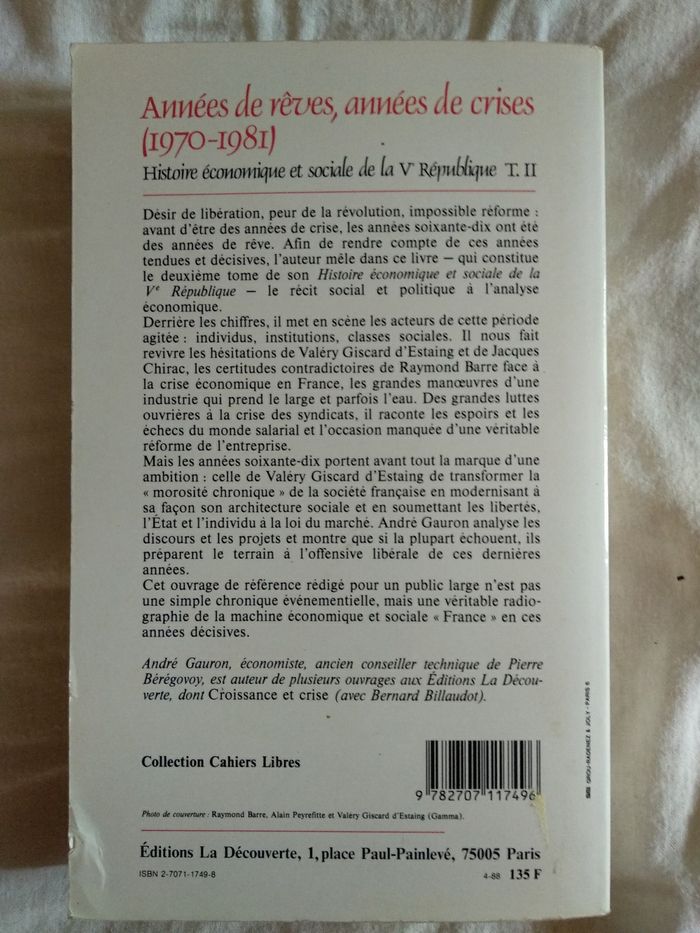 Années de rêves, années de crises
(1970-1981)
Histoire économique et sociale de la Vᵉ République T. II
Désir de libération, peur de la révolution, impossible réforme :
avant d'être des années de crise, les années soixante-dix ont été
des années de rêve. Afin de rendre compte de ces années
tendues et décisives, l'auteur mêle dans ce livre — qui constitue
le deuxième tome de son Histoire économique et sociale de la
Vᵉ République — le récit social et politique à l'analyse
économique.
Derrière les chiffres, il met en scène les acteurs de cette période
agitée : individus, institutions, classes sociales. Il nous fait
revivre les hésitations de Valéry Giscard d'Estaing et de Jacques
Chirac, les certitudes contradictoires de Raymond Barre face à
la crise économique en France, les grandes manœuvres d'une
industrie qui prend le large et parfois l'eau. Des grandes luttes
ouvrières à la crise des syndicats, il raconte les espoirs et les
échecs du monde salarial et l'occasion manquée d'une véritable
réforme de l'entreprise.
Mais les années soixante-dix portent avant tout la marque d'une
ambition : celle de Valéry Giscard d'Estaing de transformer la
« morosité chronique » de la société française en modernisant à
sa façon son architecture sociale et en soumettant les libertés,
l'État et l'individu à la loi du marché. André Gauron analyse les
discours et les projets et montre que si la plupart échouent, ils
préparent le terrain à l'offensive libérale de ces dernières
années.
Cet ouvrage de référence rédigé pour un public large n'est pas
une simple chronique événementielle, mais une véritable radio-
graphie de la machine économique et sociale « France » en ces
années décisives.
André Gauron, économiste, ancien conseiller technique de Pierre
Bérégovoy, est auteur de plusieurs ouvrages aux Éditions La Décou-
verte, dont Croissance et crise (avec Bernard Billaudot).
Collection Cahiers Libres
9 782707 117496
Photo de couverture : Raymond Barre, Alain Peyrefitte et Valéry Giscard d'Estaing (Gamma).
Éditions La Découverte, 1, place Paul-Painlevé, 75005 Paris
ISBN 2-7071-1749-8
4-88 135 F
GROU-RADENEZ & JOLY - PARIS 6